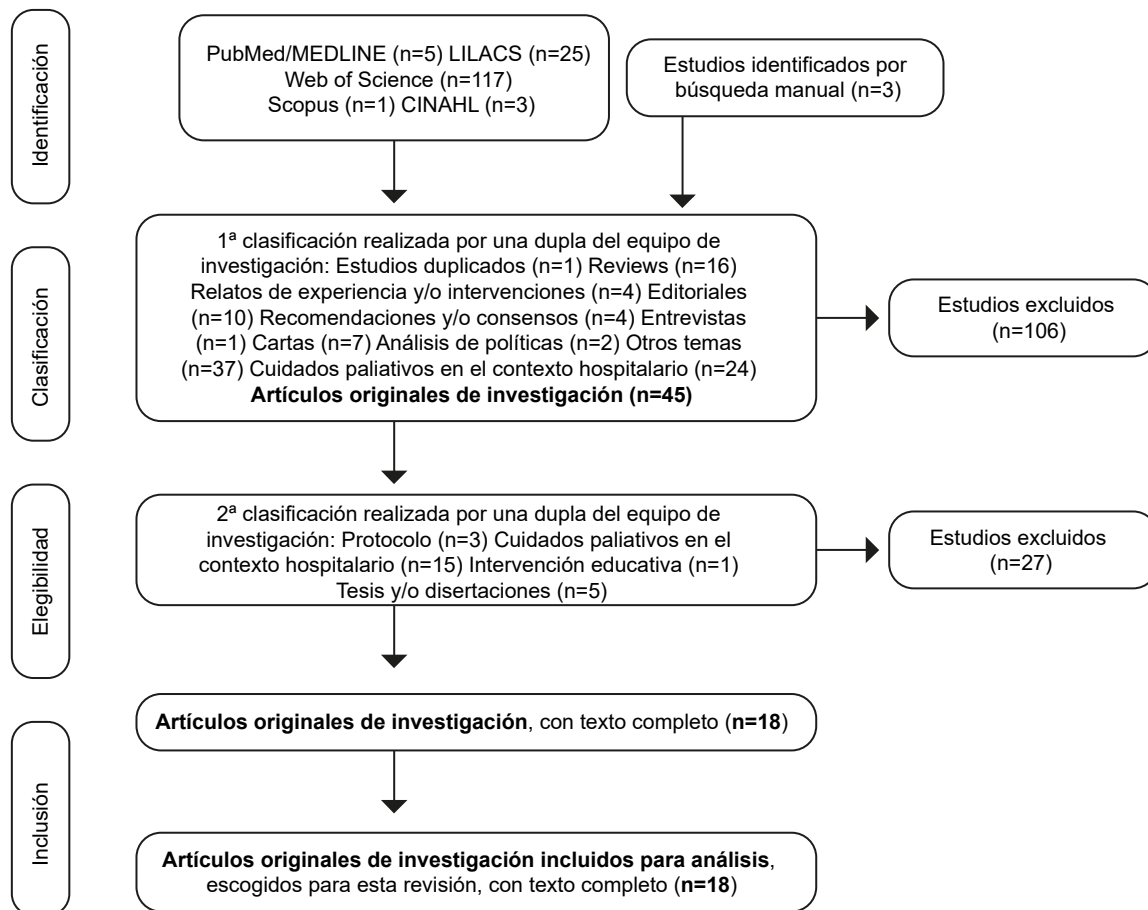 Identificación
PubMed/MEDLINE (n=5) LILACS (n=25)
Web of Science (n=117)
Scopus (n=1) CINAHL (n=3)
Estudios identificados por
búsqueda manual (n=3)
Clasificación
1ª clasificación realizada por una dupla del equipo de
investigación: Estudios duplicados (n=1) Reviews (n=16)
Relatos de experiencia y/o intervenciones (n=4) Editoriales
(n=10) Recomendaciones y/o consensos (n=4) Entrevistas
(n=1) Cartas (n=7) Análisis de políticas (n=2) Otros temas
(n=37) Cuidados paliativos en el contexto hospitalario (n=24)
Artículos originales de investigación (n=45)
Estudios excluidos
(n=106)
Elegibilidad
2ª clasificación realizada por una dupla del equipo de
investigación: Protocolo (n=3) Cuidados paliativos en el
contexto hospitalario (n=15) Intervención educativa (n=1)
Tesis y/o disertaciones (n=5)
Estudios excluidos
(n=27)
Inclusión
Artículos originales de investigación, con texto completo (n=18)
Artículos originales de investigación incluidos para análisis,
escogidos para esta revisión, con texto completo (n=18)